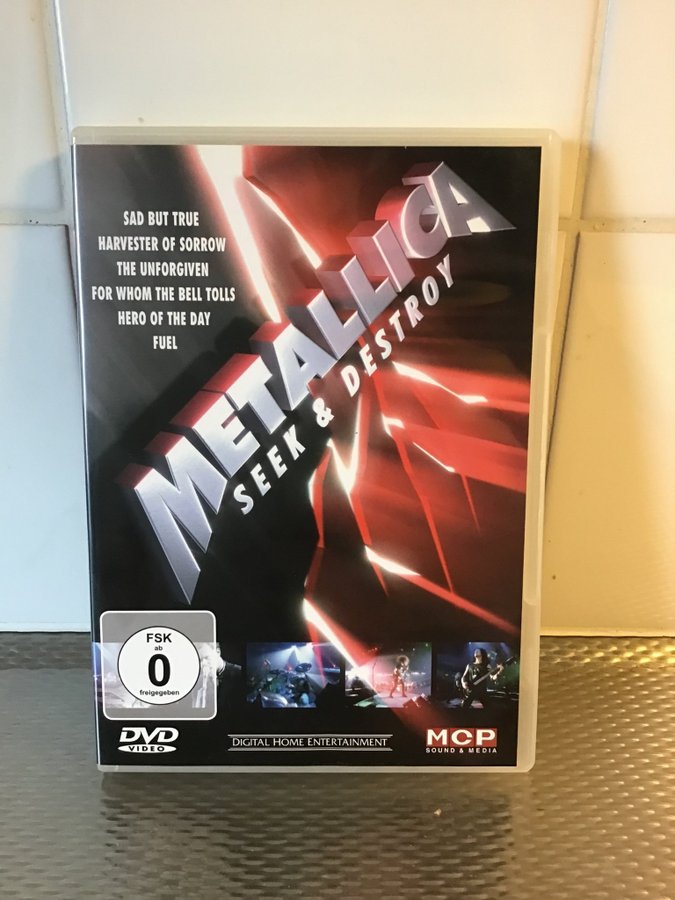 SAD BUT TRUE
HARVESTER OF SORROW
THE UNFORGIVEN
FOR WHOM THE BELL TOLLS
HERO OF THE DAY
FUEL
METALLICA
SEEK & DESTROY
FSK
ab
0
freigegeben
DVD
VIDEO
DIGITAL HOME ENTERTAINMENT
MCP
SOUND & MEDIA